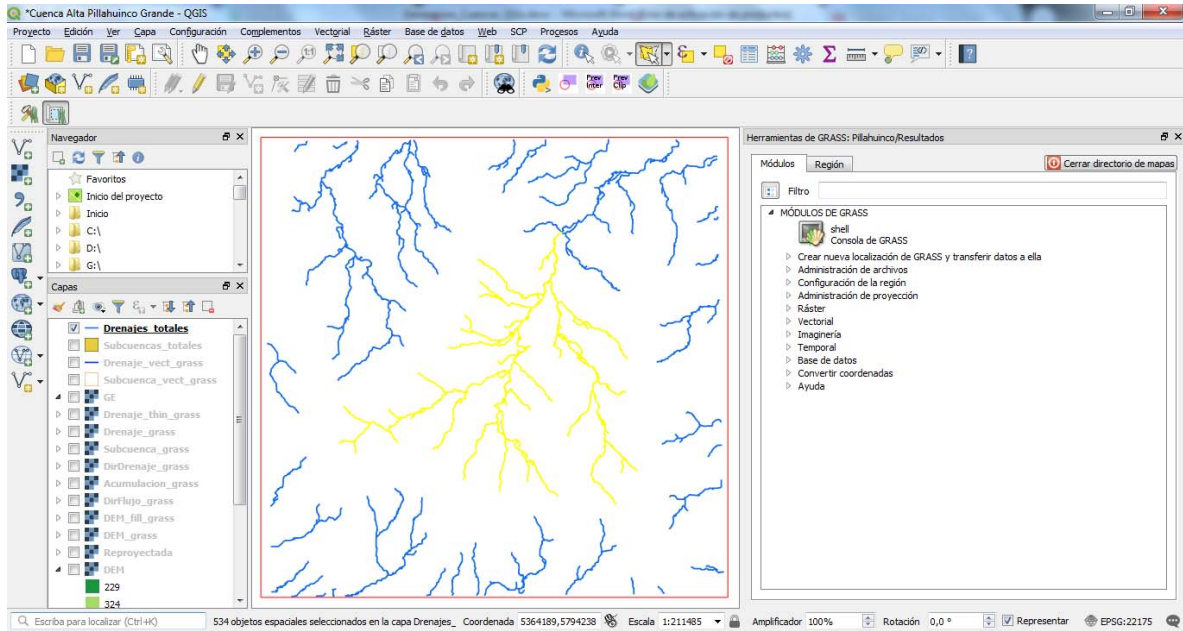 *Cuenca Alta Pillahuinco Grande - QGIS
Proyecto Edición Ver Capa Configuración Complementos Vectorial Ráster Base de datos Web SCP Procesos Ayuda
Navegador
Favoritos
Inicio del proyecto
Inicio
C:\
D:\
G:\
Capas
Drenajes_totales
Subcuencas_totales
Drenaje_vect_grass
Subcuenca_vect_grass
GE
Drenaje_thin_grass
Drenaje_grass
Subcuenca_grass
DirDrenaje_grass
Acumulacion_grass
DirFlujo_grass
DEM_fill_grass
DEM_grass
Reproyectada
DEM
229
324
Herramientas de GRASS: Pillahuinco/Resultados
Módulos Región Cerrar directorio de mapas
Filtro
MÓDULOS DE GRASS
shell
Consola de GRASS
Crear nueva localización de GRASS y transferir datos a ella
Administración de archivos
Configuración de la región
Administración de proyección
Ráster
Vectorial
Imaginería
Temporal
Base de datos
Convertir coordenadas
Ayuda
Escriba para localizar (Ctrl+K) 534 objetos espaciales seleccionados en la capa Drenajes_ Coordenada 5364189,5794238 Escala 1:211485 Amplificador 100% Rotación 0,0 ° Representar EPSG:22175